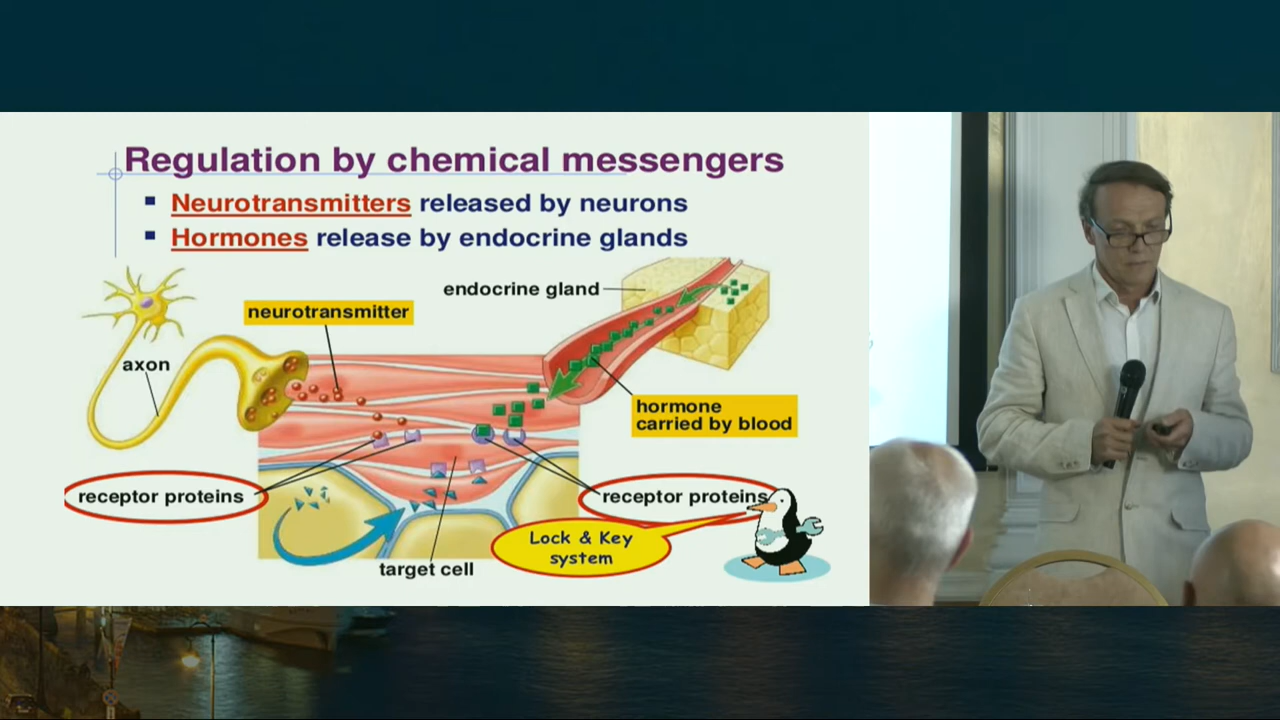 Regulation by chemical messengers
Neurotransmitters released by neurons
Hormones release by endocrine glands
endocrine gland
neurotransmitter
axon
hormone
carried by blood
receptor proteins
receptor proteins
Lock & Key
system
target cell